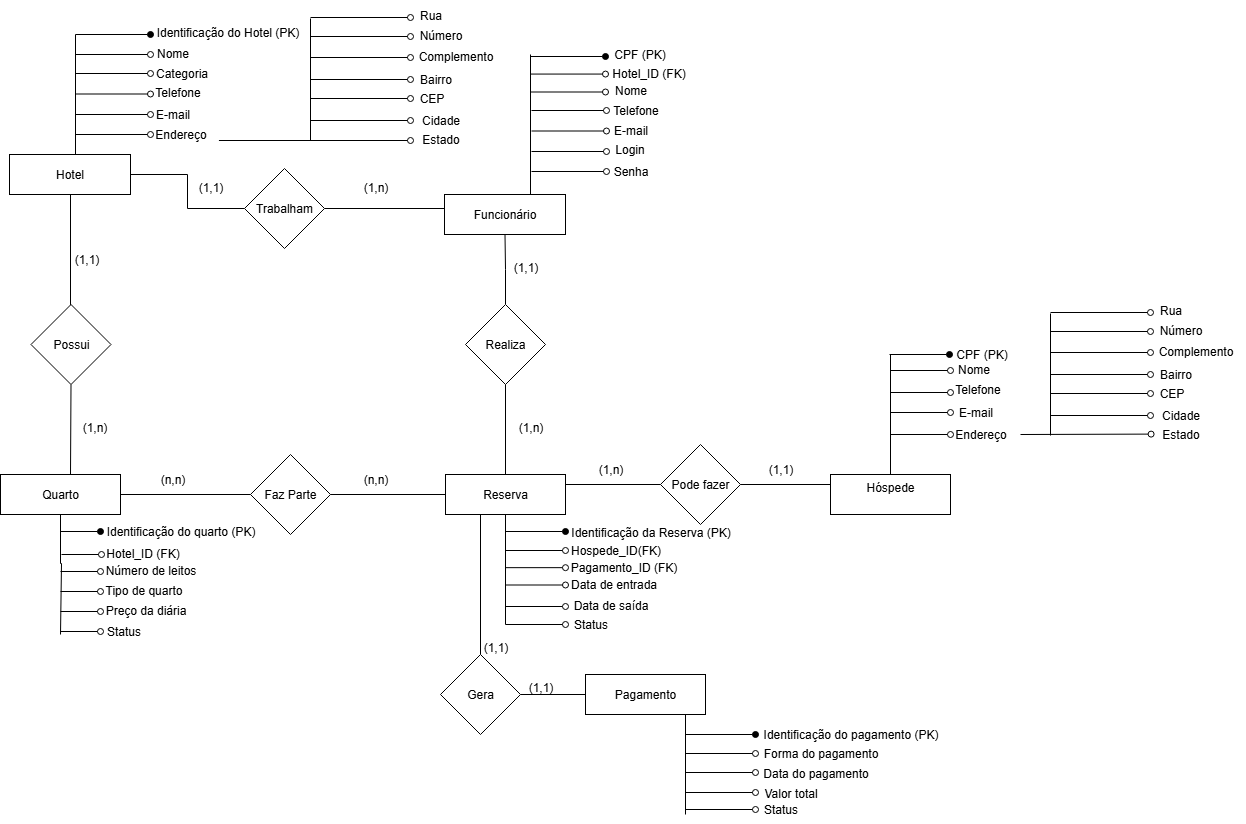 Identificação do Hotel (PK)
Nome
Categoria
Telefone
E-mail
Endereço
Rua
Número
Complemento
Bairro
CEP
Cidade
Estado
CPF (PK)
Hotel_ID (FK)
Nome
Telefone
E-mail
Login
Senha
Hotel
(1,1)
Trabalham
(1,n)
Funcionário
(1,1)
(1,1)
Possui
Realiza
(1,n)
(1,n)
CPF (PK)
Nome
Telefone
E-mail
Endereço
Rua
Número
Complemento
Bairro
CEP
Cidade
Estado
Quarto
(n,n)
Faz Parte
(n,n)
Reserva
(1,n)
Pode fazer
(1,1)
Hóspede
Identificação do quarto (PK)
Hotel_ID (FK)
Número de leitos
Tipo de quarto
Preço da diária
Status
Identificação da Reserva (PK)
Hospede_ID(FK)
Pagamento_ID (FK)
Data de entrada
Data de saída
Status
(1,1)
Gera
(1,1)
Pagamento
Identificação do pagamento (PK)
Forma do pagamento
Data do pagamento
Valor total
Status